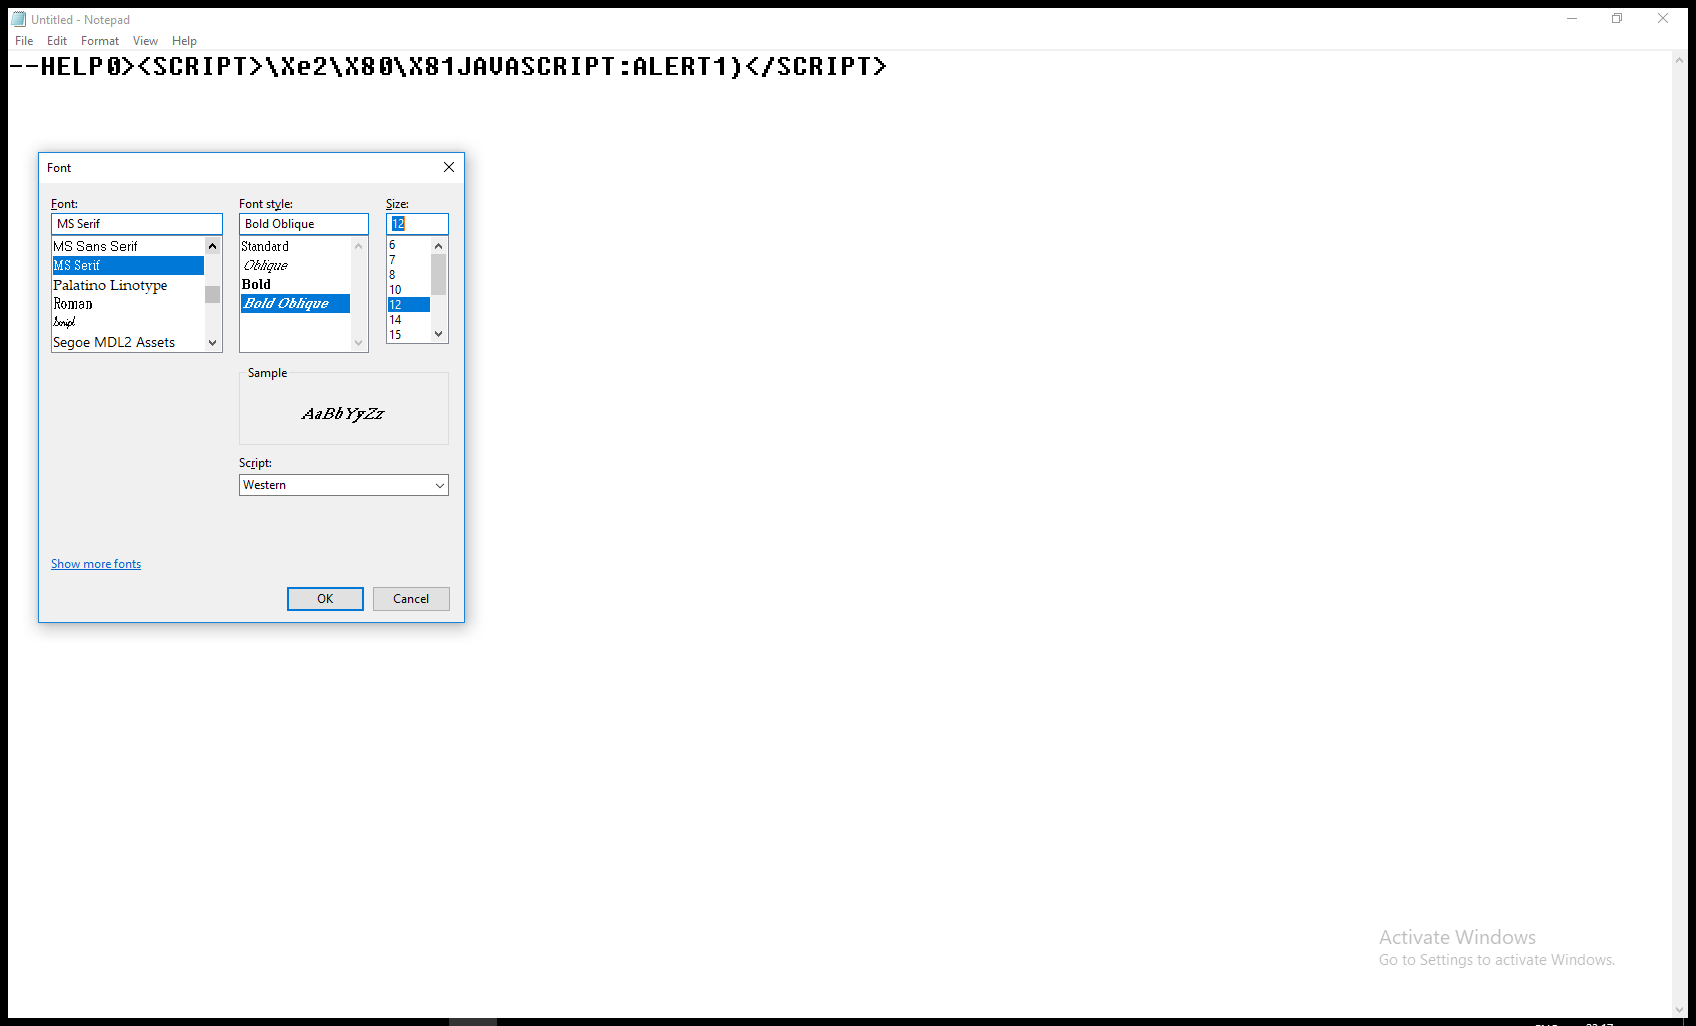 Untitled - Notepad
File Edit Format View Help
--HELP0><SCRIPT>\Xe2\X80\X81JAVASCRIPT:ALERT1)</SCRIPT>
Font
Font: Font style: Size:
MS Serif Bold Oblique 12
MS Sans Serif
MS Serif
Palatino Linotype
Roman
Script
Segoe MDL2 Assets
Standard
Oblique
Bold
Bold Oblique
6
7
8
10
12
14
15
Sample
AaBbYyZz
Script:
Western
Show more fonts
OK Cancel
Activate Windows
Go to Settings to activate Windows.